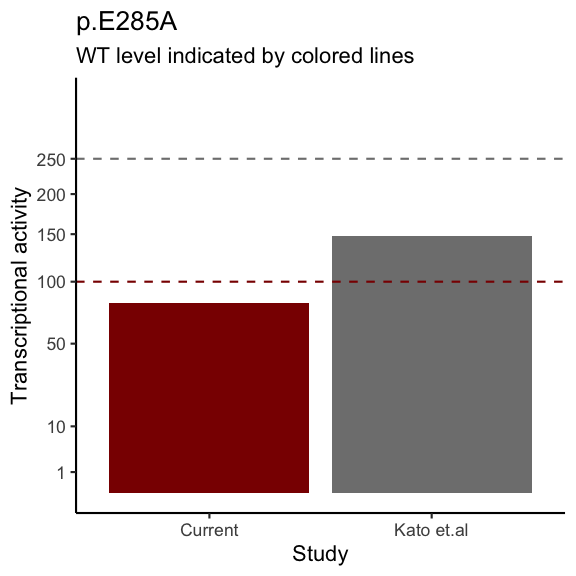 p.E285A
WT level indicated by colored lines
Transcriptional activity
250
200
150
100
50
10
1
Current
Kato et.al
Study